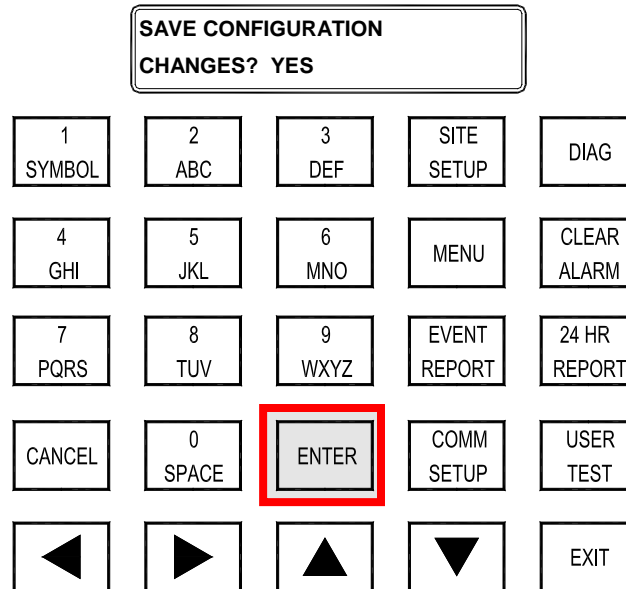 SAVE CONFIGURATION
CHANGES? YES
1
SYMBOL
2
ABC
3
DEF
SITE
SETUP
DIAG
4
GHI
5
JKL
6
MNO
MENU
CLEAR
ALARM
7
PQRS
8
TUV
9
WXYZ
EVENT
REPORT
24 HR
REPORT
CANCEL
0
SPACE
ENTER
COMM
SETUP
USER
TEST
EXIT